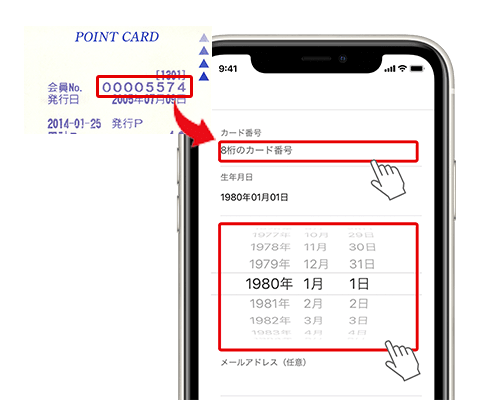 POINT CARD
[1301]
会員No. 00005574
発行日 2005年07月09日
2014-01-25 発行P
9:41
カード番号
8桁のカード番号
生年月日
1980年01月01日
1977年 10月 29日
1978年 11月 30日
1979年 12月 31日
1980年 1月 1日
1981年 2月 2日
1982年 3月 3日
1983年 4月 4日
メールアドレス（任意）